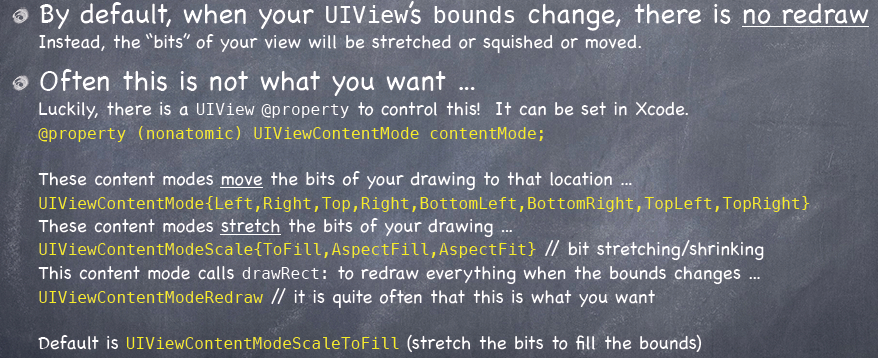 By default, when your UIView's bounds change, there is no redraw
Instead, the "bits" of your view will be stretched or squished or moved.
Often this is not what you want ...
Luckily, there is a UIView @property to control this! It can be set in Xcode.
@property (nonatomic) UIViewContentMode contentMode;
These content modes move the bits of your drawing to that location ...
UIViewContentMode{Left,Right,Top,Right,BottomLeft,BottomRight,TopLeft,TopRight}
These content modes stretch the bits of your drawing ...
UIViewContentModeScale{ToFill,AspectFill,AspectFit} // bit stretching/shrinking
This content mode calls drawRect: to redraw everything when the bounds changes ...
UIViewContentModeRedraw // it is quite often that this is what you want
Default is UIViewContentModeScaleToFill (stretch the bits to fill the bounds)